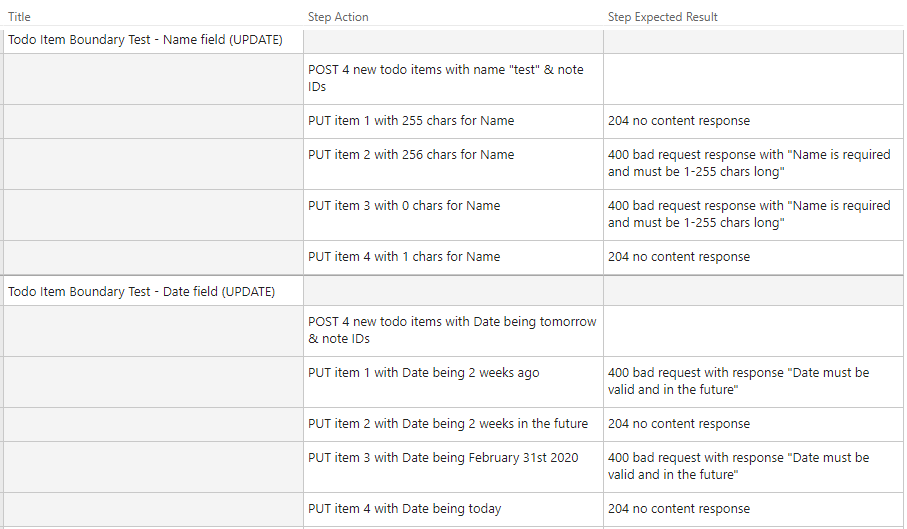 Title Step Action Step Expected Result
Todo Item Boundary Test - Name field (UPDATE)
POST 4 new todo items with name "test" & note
IDs
PUT item 1 with 255 chars for Name 204 no content response
PUT item 2 with 256 chars for Name 400 bad request response with "Name is required
and must be 1-255 chars long"
PUT item 3 with 0 chars for Name 400 bad request response with "Name is required
and must be 1-255 chars long"
PUT item 4 with 1 chars for Name 204 no content response
Todo Item Boundary Test - Date field (UPDATE)
POST 4 new todo items with Date being tomorrow
& note IDs
PUT item 1 with Date being 2 weeks ago 400 bad request with response "Date must be
valid and in the future"
PUT item 2 with Date being 2 weeks in the future 204 no content response
PUT item 3 with Date being February 31st 2020 400 bad request with response "Date must be
valid and in the future"
PUT item 4 with Date being today 204 no content response